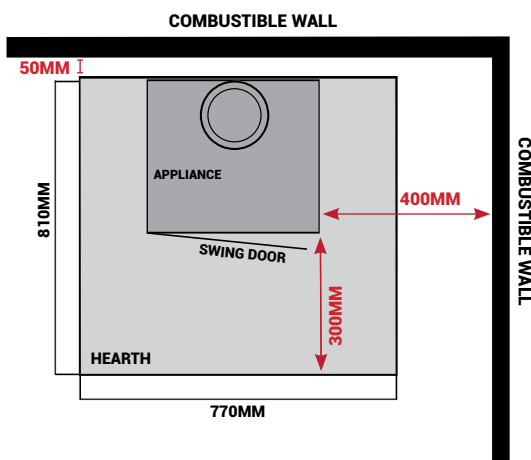 COMBUSTIBLE WALL
50MM
APPLIANCE
810MM
400MM
COMBUSTIBLE WALL
SWING DOOR
300MM
HEARTH
770MM